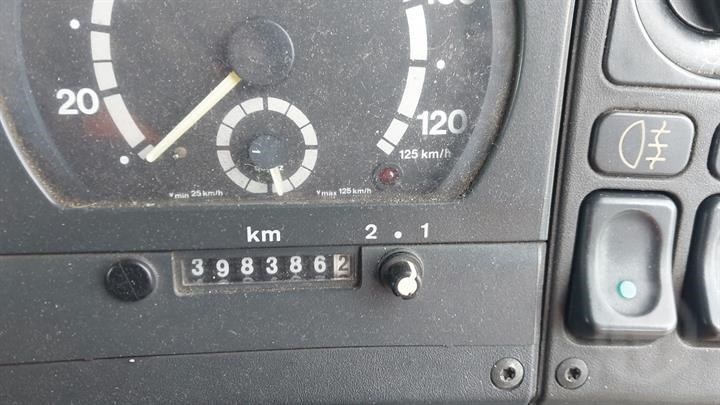 20
120
125 km/h
v min 25 km/h
v max 125 km/h
km
2 . 1
3983862